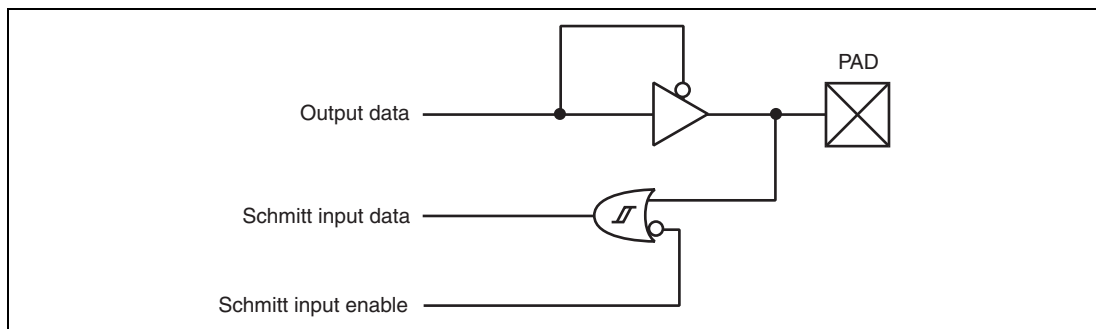 PAD
Output data
Schmitt input data
Schmitt input enable